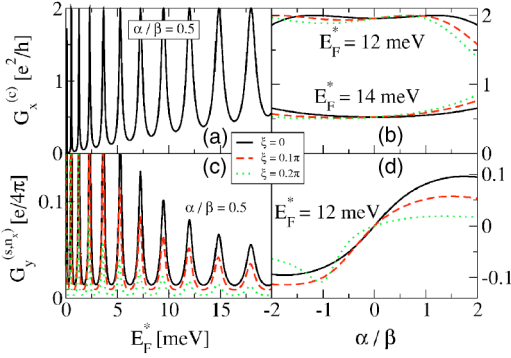 G_x^(c) [e²/h]
2
1
0
α / β = 0.5
(a)
E_F^* = 12 meV
E_F^* = 14 meV
(b)
2
1
0
ξ = 0
ξ = 0.1π
ξ = 0.2π
G_y^(s,n_x) [e/4π]
0.1
0
(c)
α / β = 0.5
0 5 10 15 20
E_F^* [meV]
(d)
E_F^* = 12 meV
0.1
0
-0.1
-2 -1 0 1 2
α / β